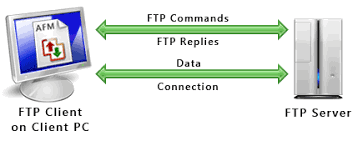 AFM
FTP Commands
FTP Replies
Data
Connection
FTP Client
on Client PC
FTP Server